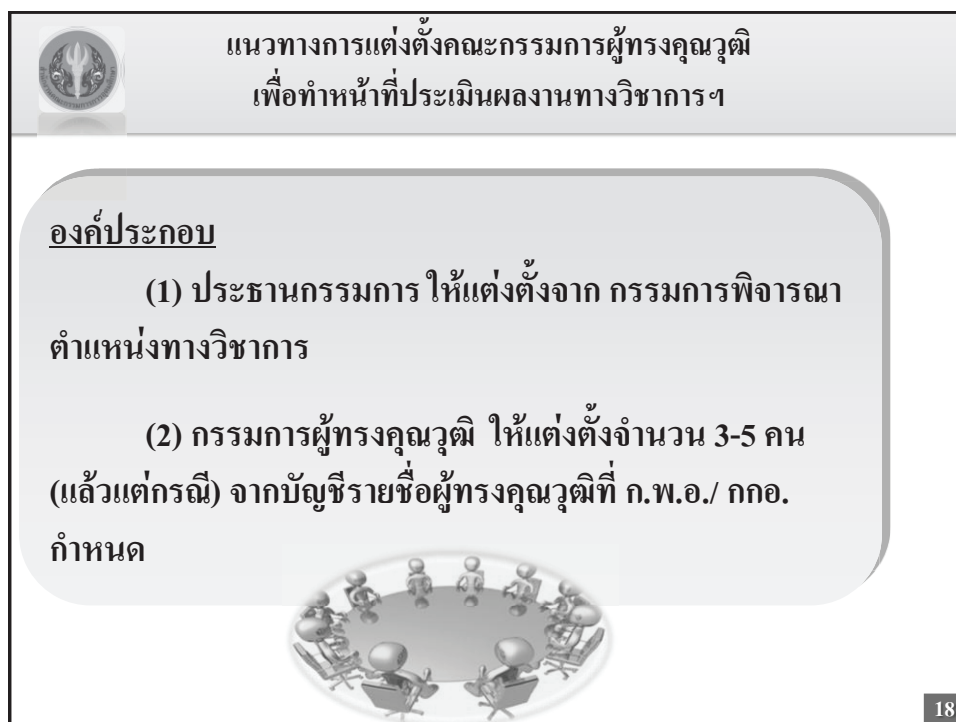 แนวทางการแต่งตั้งคณะกรรมการผู้ทรงคุณวุฒิ
เพื่อทำหน้าที่ประเมินผลงานทางวิชาการฯ
องค์ประกอบ
(1) ประธานกรรมการ ให้แต่งตั้งจาก กรรมการพิจารณา
ตำแหน่งทางวิชาการ
(2) กรรมการผู้ทรงคุณวุฒิ ให้แต่งตั้งจำนวน 3-5 คน
(แล้วแต่กรณี) จากบัญชีรายชื่อผู้ทรงคุณวุฒิที่ ก.พ.อ./ กกอ.
กำหนด
18